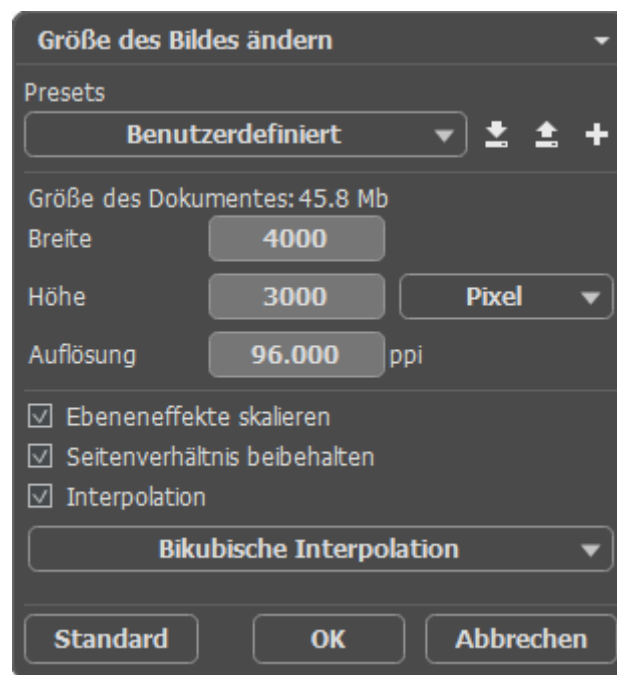 Größe des Bildes ändern
Presets
Benutzerdefiniert
Größe des Dokumentes: 45.8 Mb
Breite 4000
Höhe 3000 Pixel
Auflösung 96.000 ppi
Ebeneneffekte skalieren
Seitenverhältnis beibehalten
Interpolation
Bikubische Interpolation
Standard OK Abbrechen